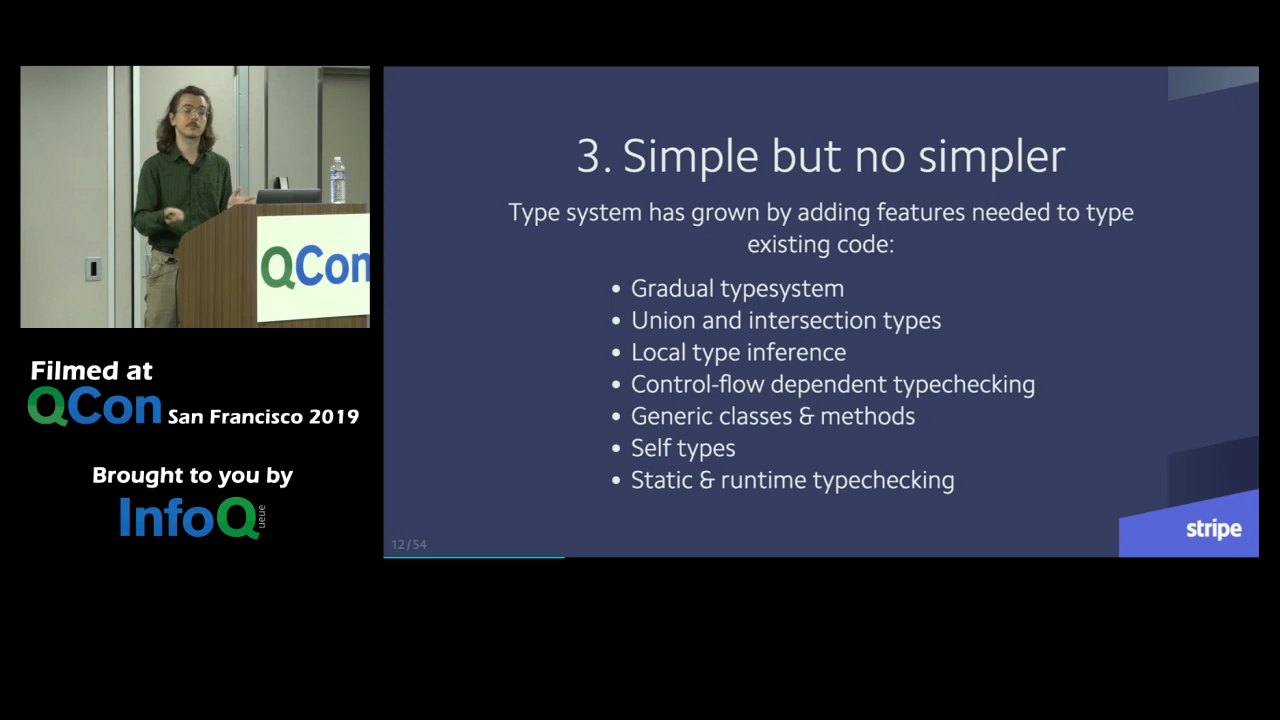 QCon
Filmed at
QCon San Francisco 2019
Brought to you by
InfoQ
ueue
3. Simple but no simpler
Type system has grown by adding features needed to type
existing code:
• Gradual typesystem
• Union and intersection types
• Local type inference
• Control-flow dependent typechecking
• Generic classes & methods
• Self types
• Static & runtime typechecking
12/54
stripe